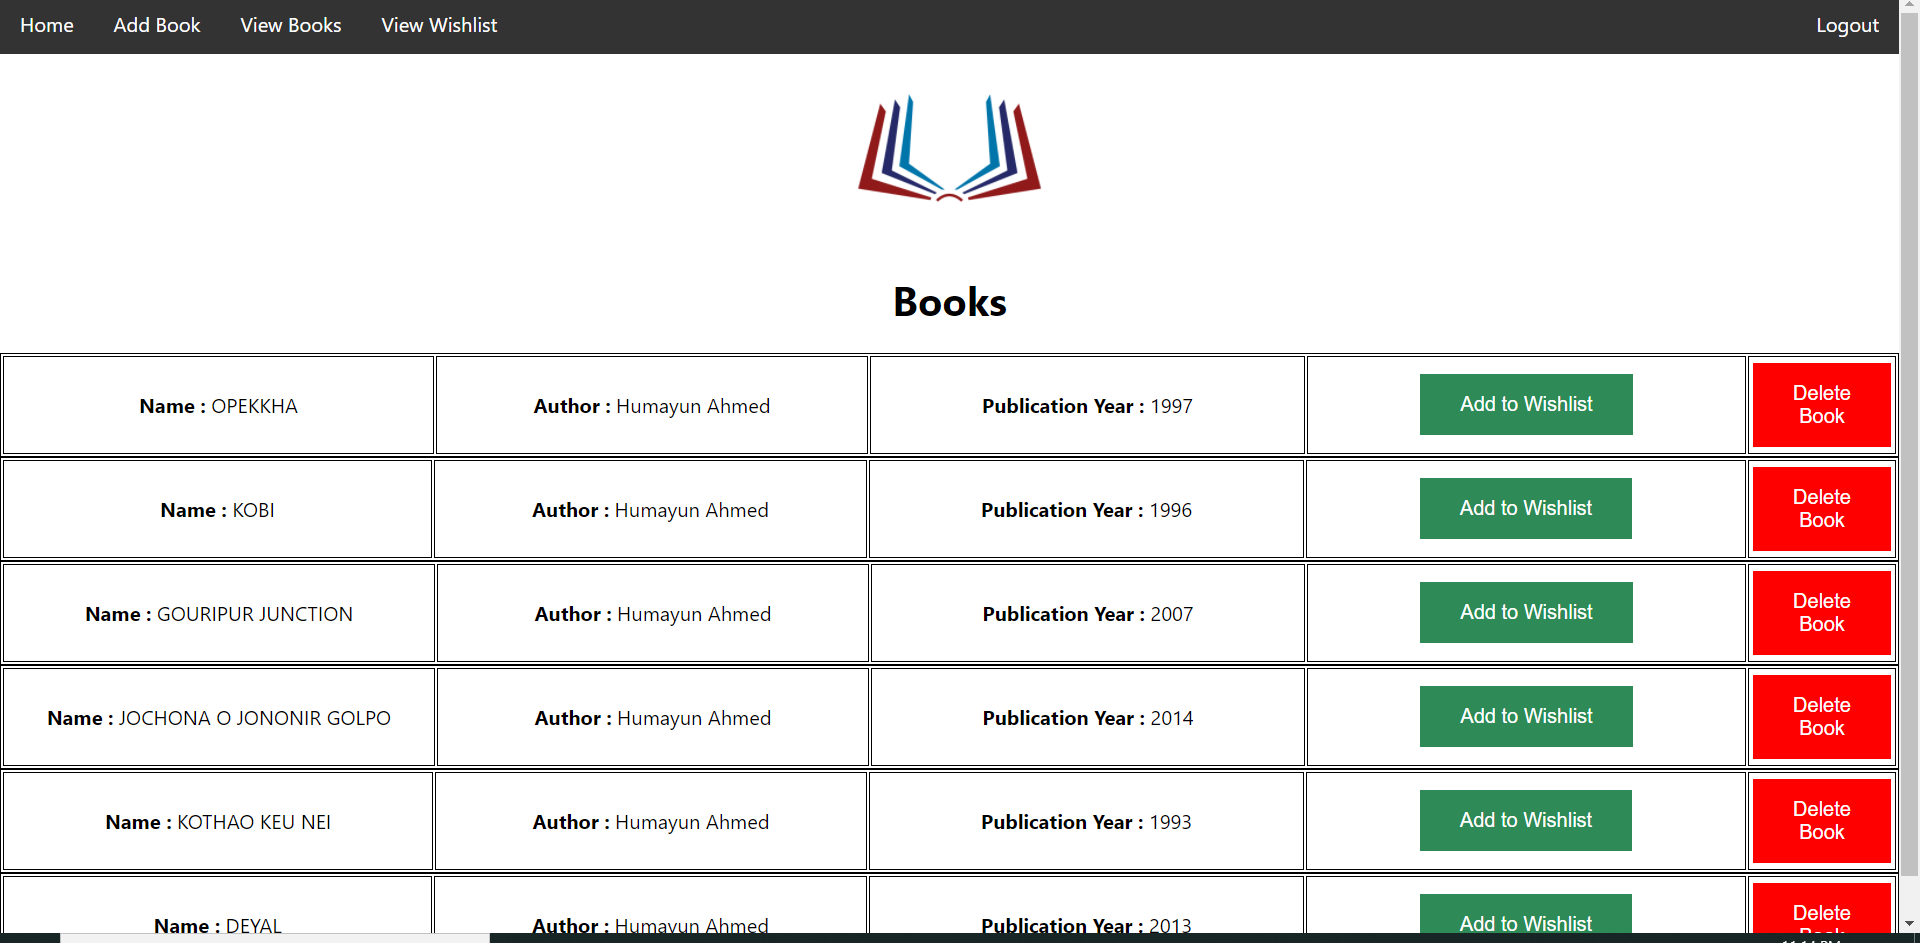 Home Add Book View Books View Wishlist Logout
Books
Name : OPEKKHA Author : Humayun Ahmed Publication Year : 1997 Add to Wishlist Delete Book
Name : KOBI Author : Humayun Ahmed Publication Year : 1996 Add to Wishlist Delete Book
Name : GOURIPUR JUNCTION Author : Humayun Ahmed Publication Year : 2007 Add to Wishlist Delete Book
Name : JOCHONA O JONONIR GOLPO Author : Humayun Ahmed Publication Year : 2014 Add to Wishlist Delete Book
Name : KOTHAO KEU NEI Author : Humayun Ahmed Publication Year : 1993 Add to Wishlist Delete Book
Name : DEYAL Author : Humayun Ahmed Publication Year : 2013 Add to Wishlist Delete